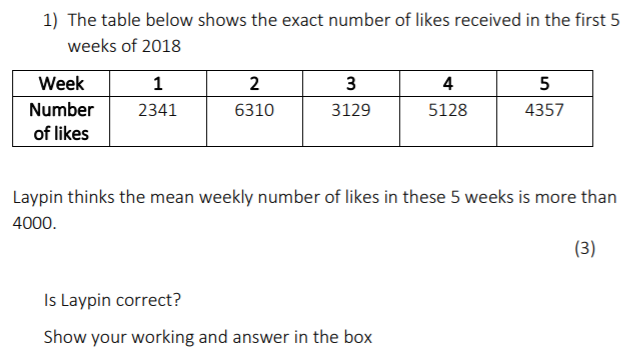 1) The table below shows the exact number of likes received in the first 5
weeks of 2018
Week 1 2 3 4 5
Number 2341 6310 3129 5128 4357
of likes
Laypin thinks the mean weekly number of likes in these 5 weeks is more than
4000.
(3)
Is Laypin correct?
Show your working and answer in the box